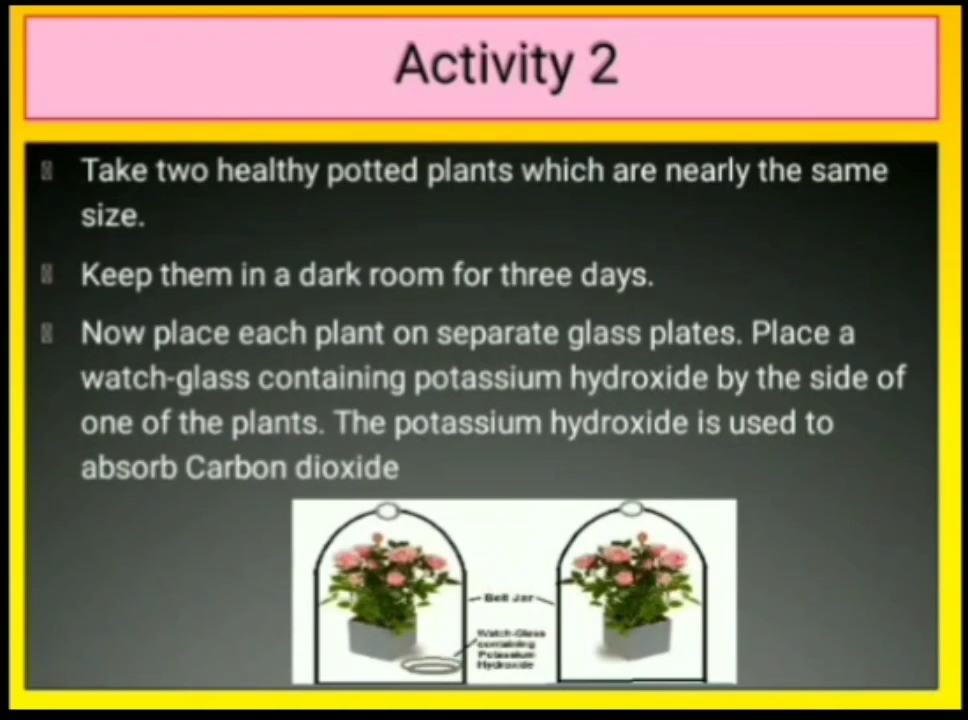 Activity 2
Take two healthy potted plants which are nearly the same
size.
Keep them in a dark room for three days.
Now place each plant on separate glass plates. Place a
watch-glass containing potassium hydroxide by the side of
one of the plants. The potassium hydroxide is used to
absorb Carbon dioxide
Bell Jar
Watch-Glass
containing
Potassium
Hydroxide